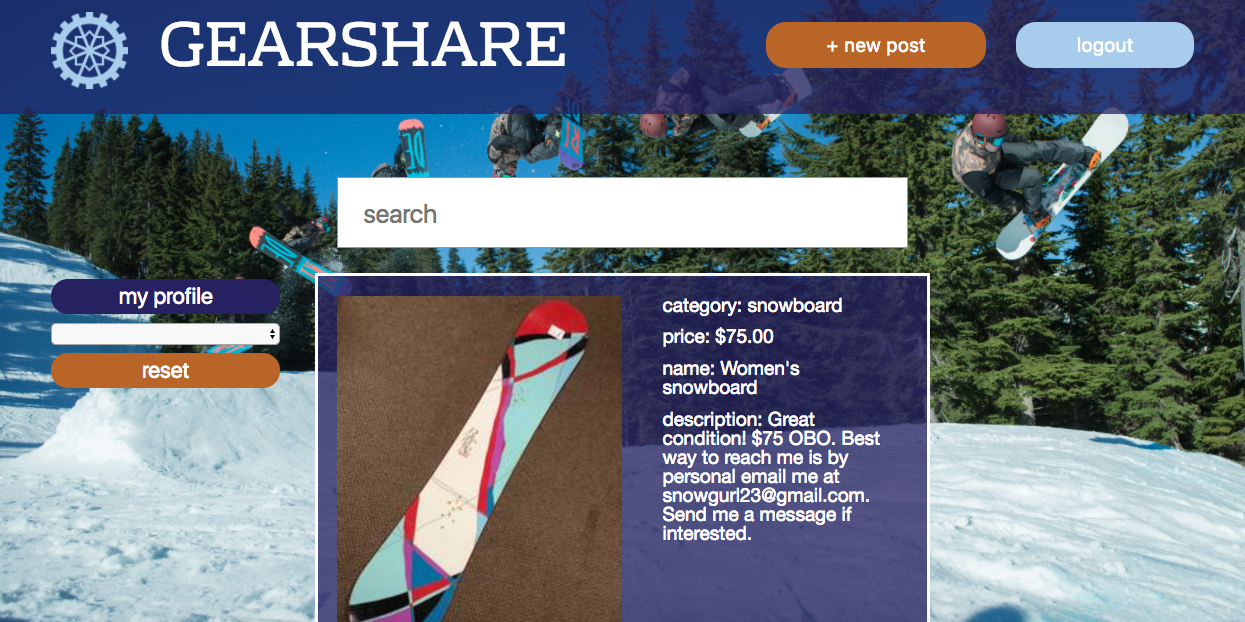 GEARSHARE
+ new post
logout
search
my profile
reset
category: snowboard
price: $75.00
name: Women's
snowboard
description: Great
condition! $75 OBO. Best
way to reach me is by
personal email me at
snowgurl23@gmail.com.
Send me a message if
interested.